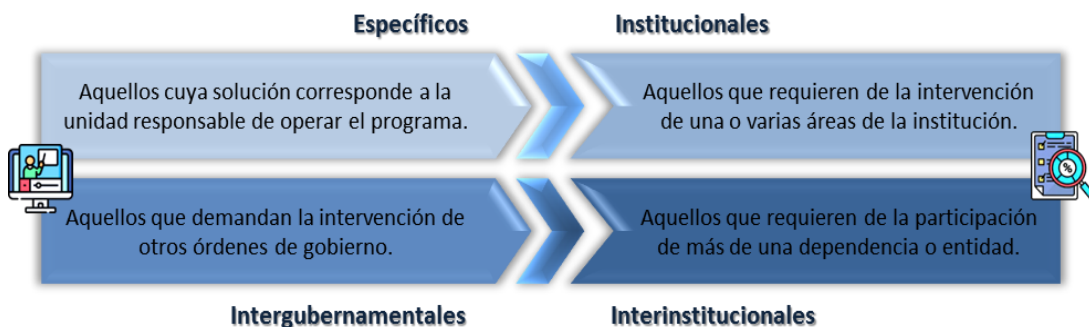 Específicos
Institucionales
Aquellos cuya solución corresponde a la
unidad responsable de operar el programa.
Aquellos que requieren de la intervención
de una o varias áreas de la institución.
Aquellos que demandan la intervención de
otros órdenes de gobierno.
Aquellos que requieren de la participación
de más de una dependencia o entidad.
Intergubernamentales
Interinstitucionales
%